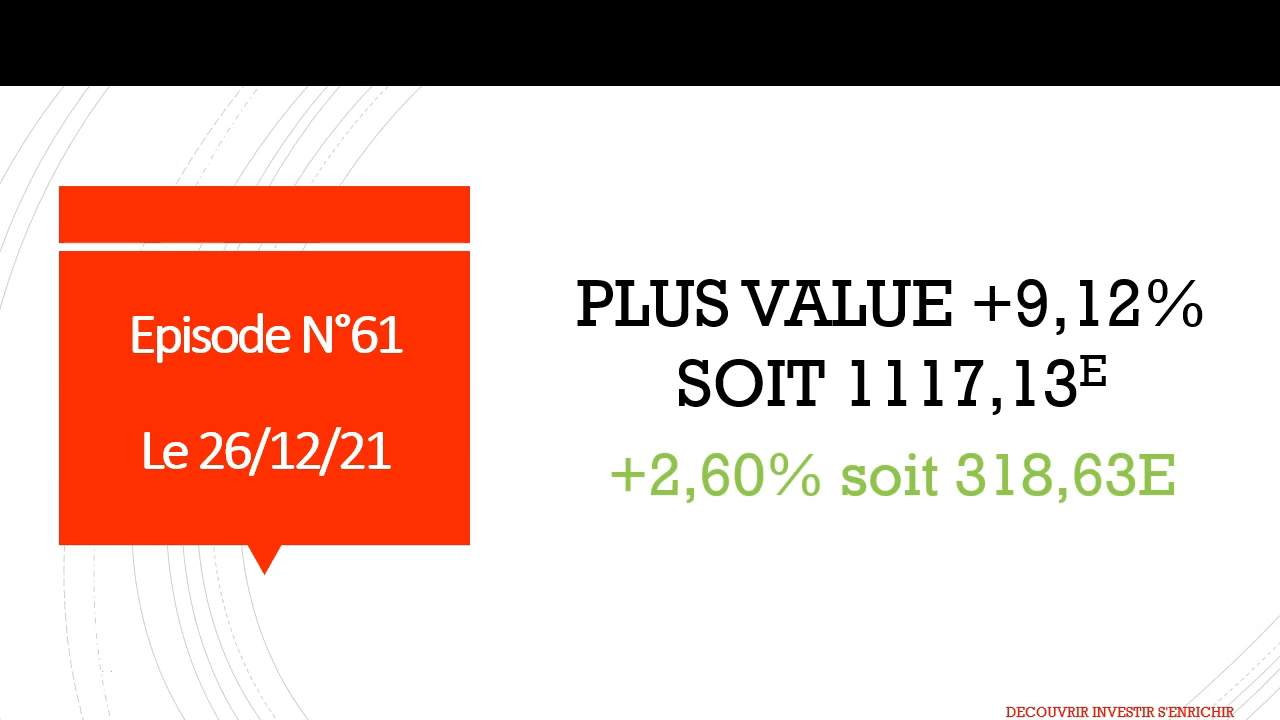 Episode N°61
Le 26/12/21
PLUS VALUE +9,12%
SOIT 1117,13E
+2,60% soit 318,63E
DECOUVRIR INVESTIR S'ENRICHIR